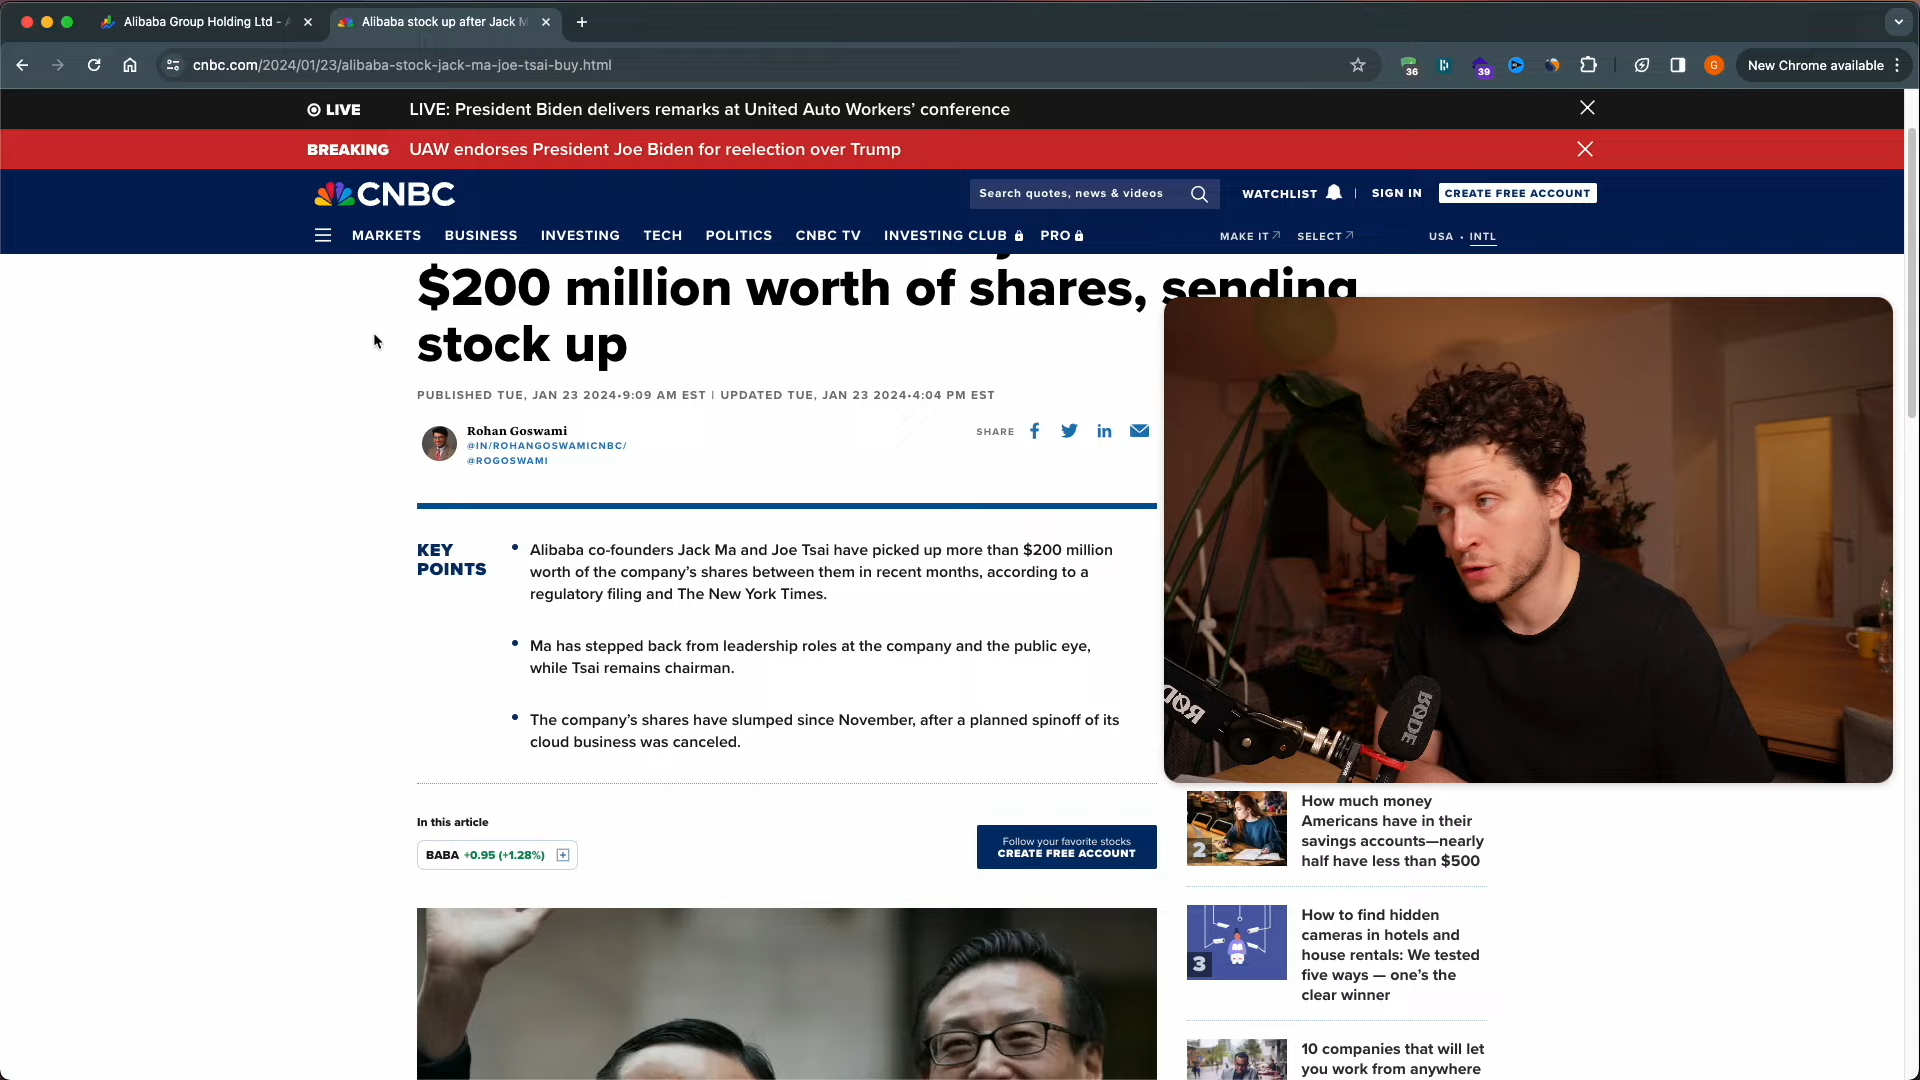 Alibaba Group Holding Ltd -
Alibaba stock up after Jack M
cnbc.com/2024/01/23/alibaba-stock-jack-ma-joe-tsai-buy.html
36
39
G
New Chrome available
LIVE
LIVE: President Biden delivers remarks at United Auto Workers’ conference
BREAKING
UAW endorses President Joe Biden for reelection over Trump
CNBC
Search quotes, news & videos
WATCHLIST
SIGN IN
CREATE FREE ACCOUNT
MARKETS
BUSINESS
INVESTING
TECH
POLITICS
CNBC TV
INVESTING CLUB
PRO
MAKE IT
SELECT
USA • INTL
$200 million worth of shares, sending
stock up
PUBLISHED TUE, JAN 23 2024•9:09 AM EST | UPDATED TUE, JAN 23 2024•4:04 PM EST
Rohan Goswami
@IN/ROHANGOSWAMICNBC/
@ROGOSWAMI
SHARE
KEY
POINTS
• Alibaba co-founders Jack Ma and Joe Tsai have picked up more than $200 million
worth of the company’s shares between them in recent months, according to a
regulatory filing and The New York Times.
• Ma has stepped back from leadership roles at the company and the public eye,
while Tsai remains chairman.
• The company’s shares have slumped since November, after a planned spinoff of its
cloud business was canceled.
In this article
BABA +0.95 (+1.28%)
Follow your favorite stocks
CREATE FREE ACCOUNT
RØDE
RØDE
2
How much money
Americans have in their
savings accounts—nearly
half have less than $500
3
How to find hidden
cameras in hotels and
house rentals: We tested
five ways — one’s the
clear winner
10 companies that will let
you work from anywhere